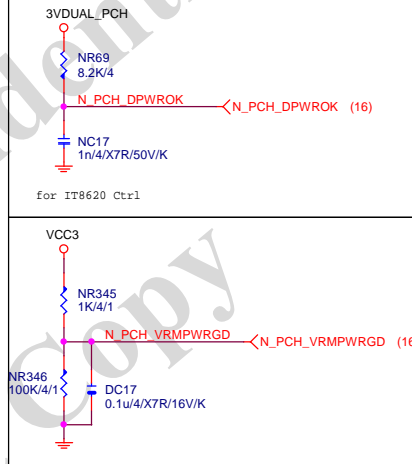 3VDUAL_PCH
NR69
8.2K/4
N_PCH_DPWROK
N_PCH_DPWROK (16)
NC17
1n/4/X7R/50V/K
for IT8620 Ctrl
VCC3
NR345
1K/4/1
N_PCH_VRMPWRGD
N_PCH_VRMPWRGD (16
NR346
100K/4/1
DC17
0.1u/4/X7R/16V/K
Copy